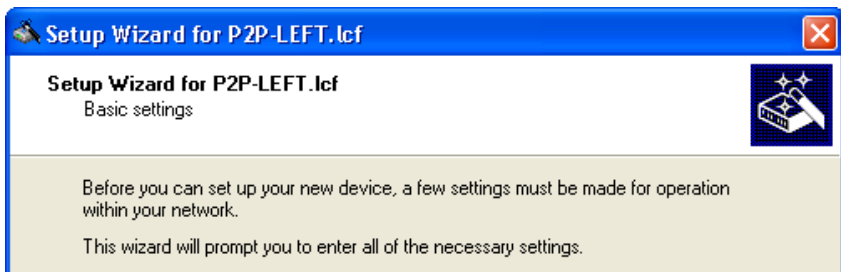 Setup Wizard for P2P-LEFT.lcf
Setup Wizard for P2P-LEFT.lcf
Basic settings
Before you can set up your new device, a few settings must be made for operation
within your network.
This wizard will prompt you to enter all of the necessary settings.